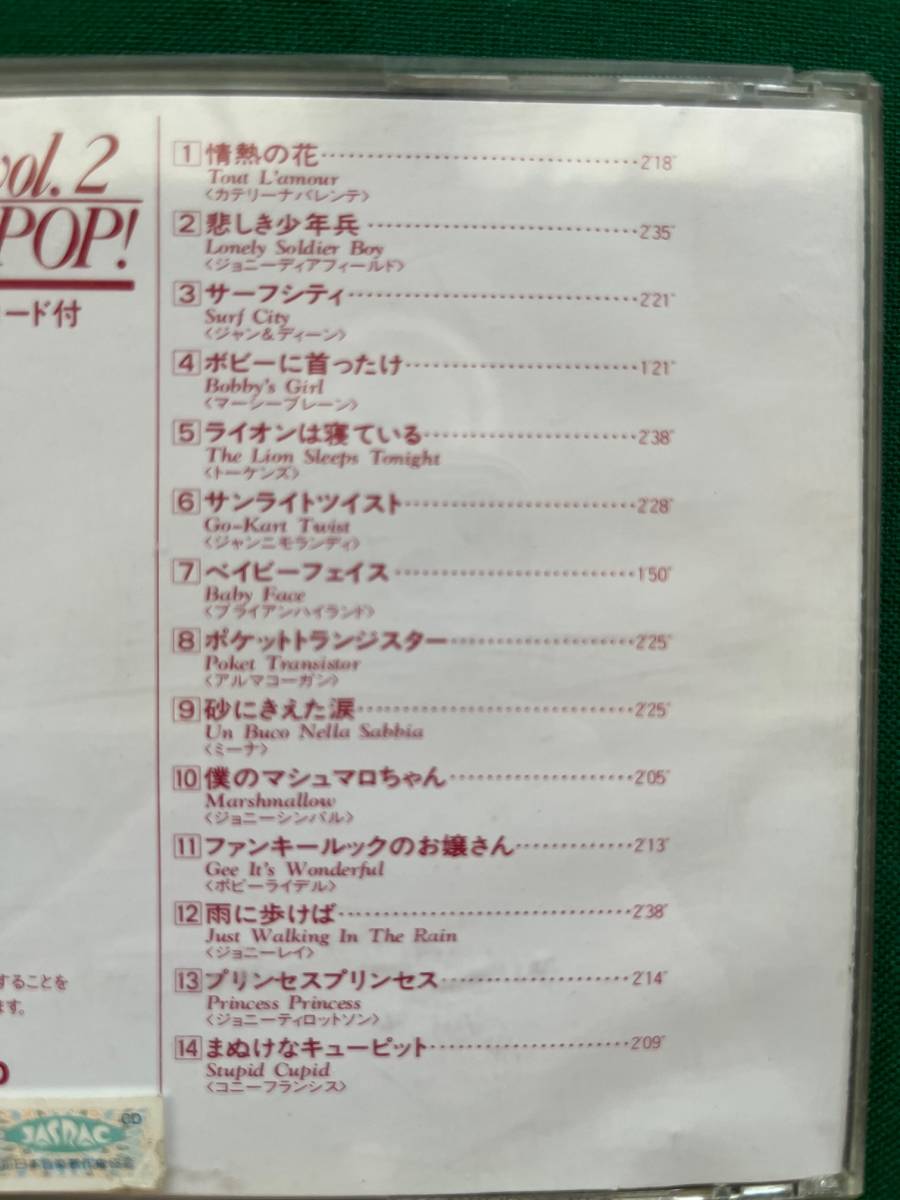 vol. 2
POP!
ード付
1 情熱の花 2'18"
Tout L'amour
〈カテリーナバレンテ〉
2 悲しき少年兵 2'35"
Lonely Soldier Boy
〈ジョニーディアフィールド〉
3 サーフシティ 2'21"
Surf City
〈ジャン&ディーン〉
4 ボビーに首ったけ 1'21"
Bobby's Girl
〈マーシーブレーン〉
5 ライオンは寝ている 2'38"
The Lion Sleeps Tonight
〈トーケンズ〉
6 サンライトツイスト 2'28"
Go-Kart Twist
〈ジャンニモランディ〉
7 ベイビーフェイス 1'50"
Baby Face
〈ブライアンハイランド〉
8 ポケットトランジスター 2'25"
Poket Transistor
〈アルマコーガン〉
9 砂にきえた涙 2'25"
Un Buco Nella Sabbia
〈ミーナ〉
10 僕のマシュマロちゃん 2'05"
Marshmallow
〈ジョニーシンバル〉
11 ファンキールックのお嬢さん 2'13"
Gee It's Wonderful
〈ボビーライデル〉
12 雨に歩けば 2'38"
Just Walking In The Rain
〈ジョニーレイ〉
13 プリンセスプリンセス 2'14"
Princess Princess
〈ジョニーティロットソン〉
14 まぬけなキューピット 2'09"
Stupid Cupid
〈コニーフランシス〉
することを
ます。
CD
JASRAC